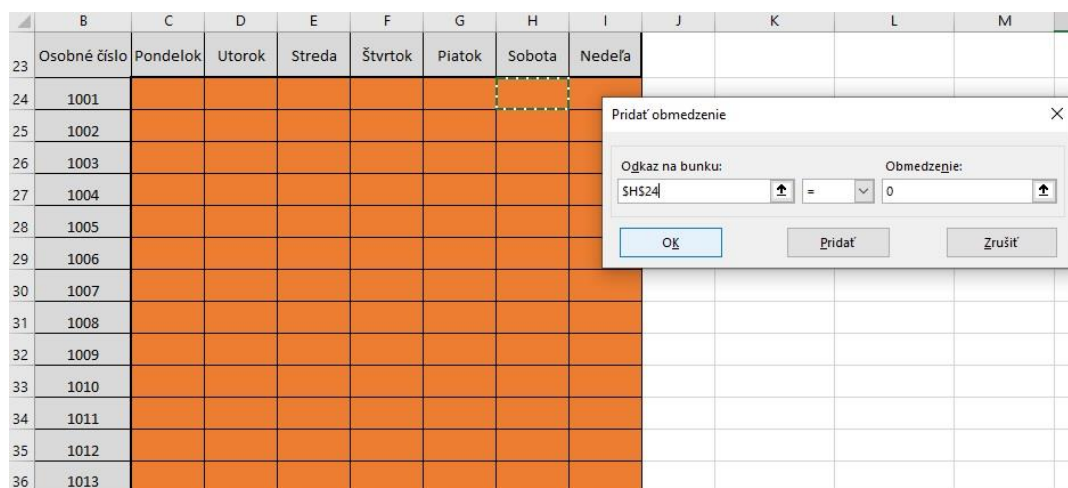 B C D E F G H I J K L M
23 Osobné číslo Pondelok Utorok Streda Štvrtok Piatok Sobota Nedeľa
24 1001
Pridať obmedzenie
25 1002
26 1003 Odkaz na bunku: Obmedzenie:
27 1004 $H$24 = 0
28 1005 OK Pridať Zrušiť
29 1006
30 1007
31 1008
32 1009
33 1010
34 1011
35 1012
36 1013